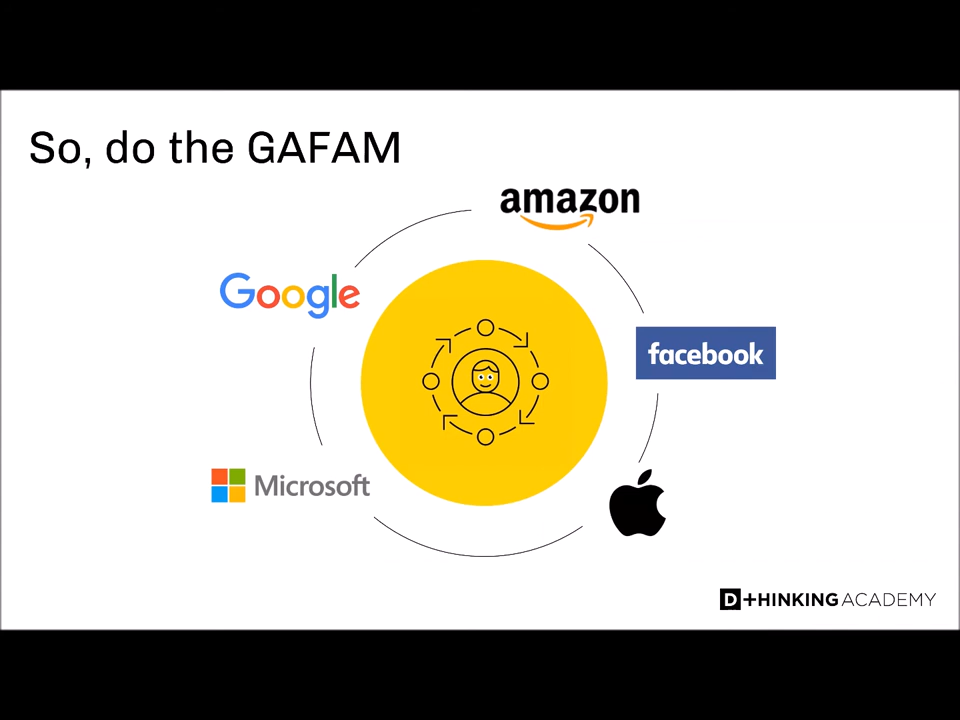 So, do the GAFAM
amazon
Google
facebook
Microsoft
D+HINKING ACADEMY